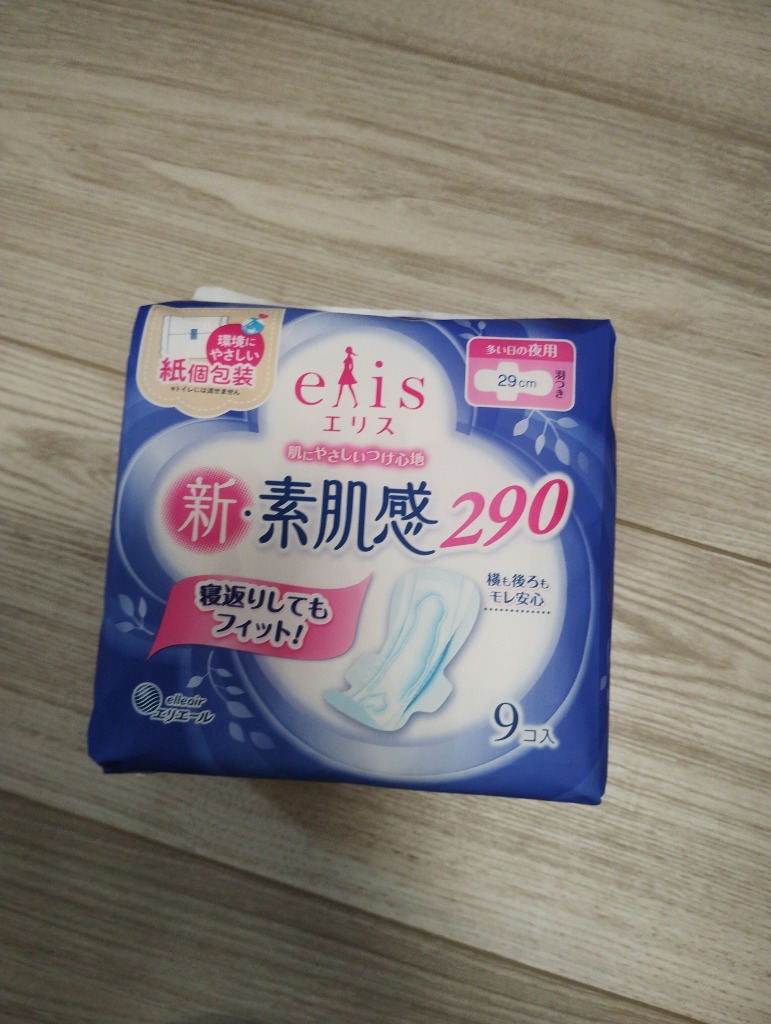 環境に
やさしい
紙個包装
*トイレには流せません
elis
エリス
多い日の夜用
29cm
羽つき
肌にやさしいつけ心地
新・素肌感290
寝返りしても
フィット!
横も後ろも
モレ安心
elleair
エリエール
9コ入